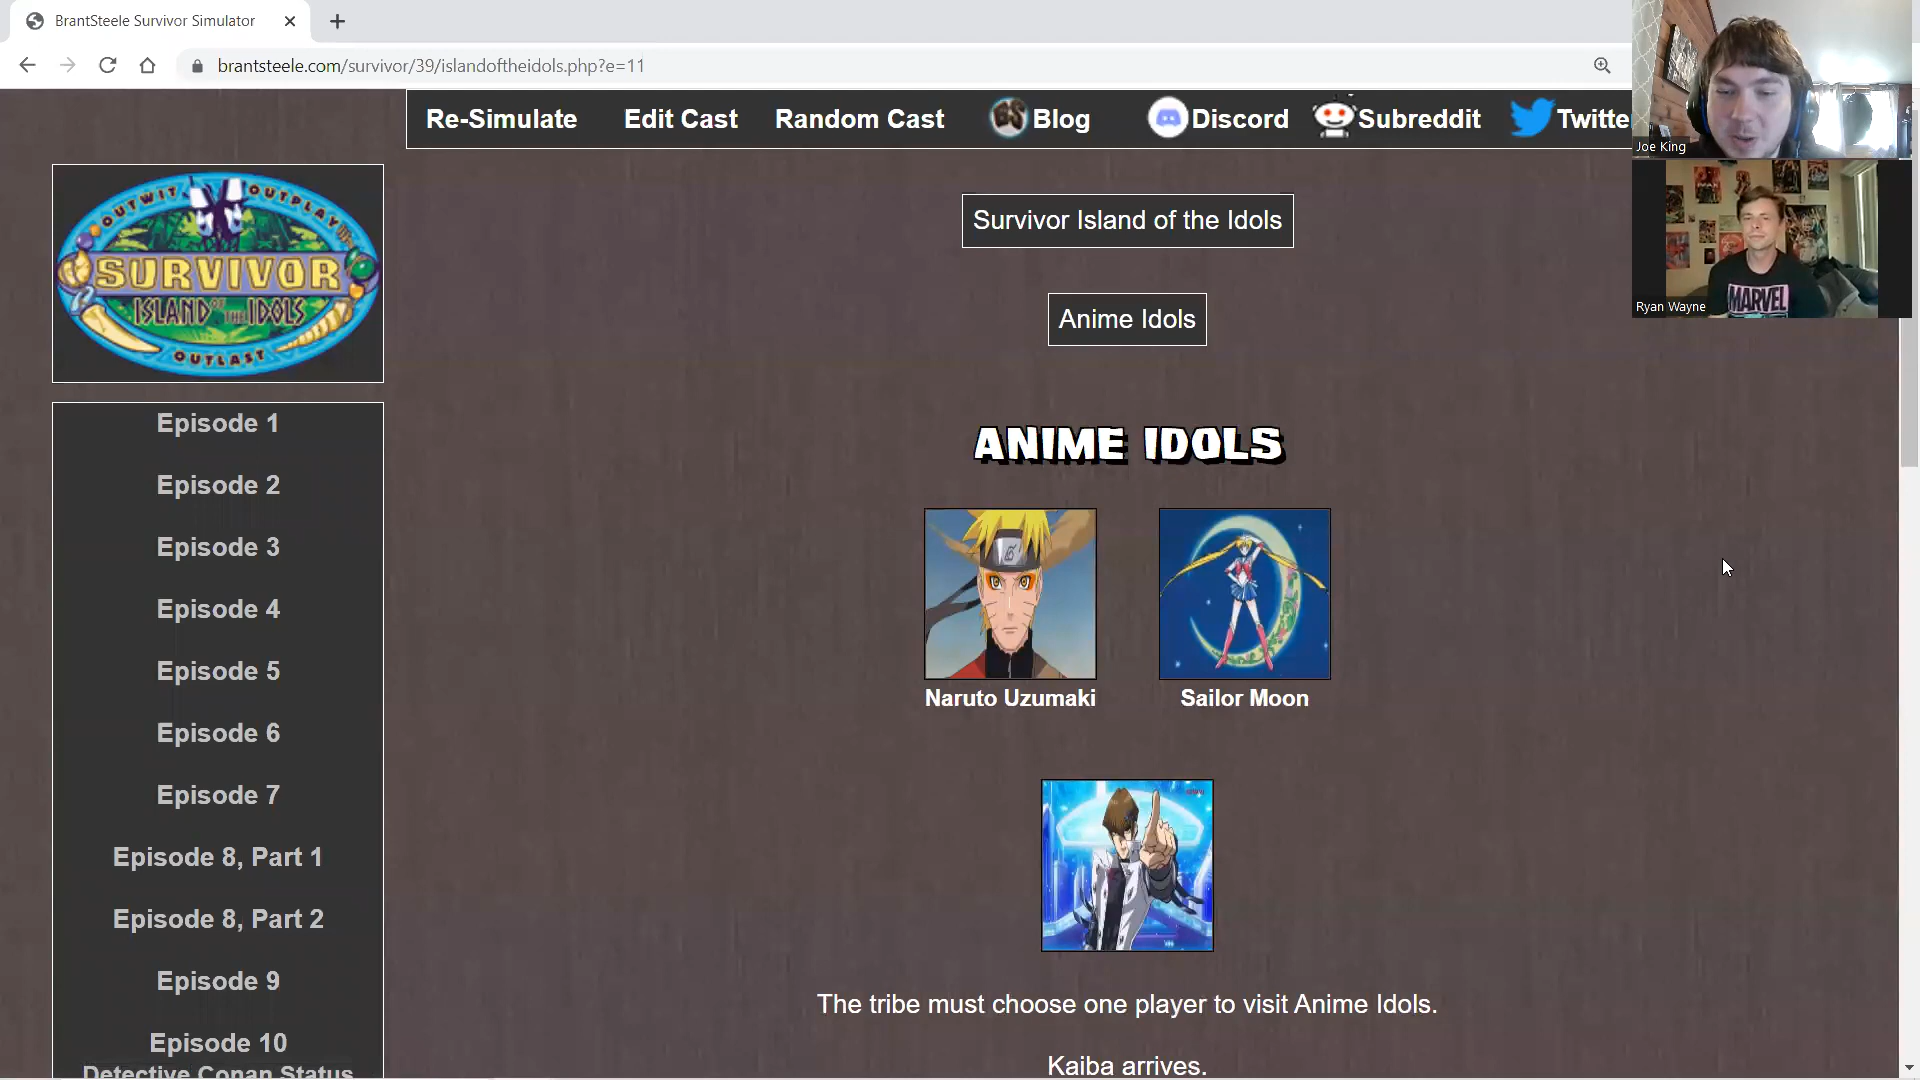 BrantSteele Survivor Simulator
brantsteele.com/survivor/39/islandoftheidols.php?e=11
Re-Simulate Edit Cast Random Cast Blog Discord Subreddit Twitte
Joe King
OUTWIT OUTPLAY
SURVIVOR
ISLAND OF THE IDOLS
OUTLAST
Survivor Island of the Idols
Anime Idols
MARVEL
Ryan Wayne
Episode 1
Episode 2
Episode 3
Episode 4
Episode 5
Episode 6
Episode 7
Episode 8, Part 1
Episode 8, Part 2
Episode 9
Episode 10
Detective Conan Status
ANIME IDOLS
Naruto Uzumaki Sailor Moon
The tribe must choose one player to visit Anime Idols.
Kaiba arrives.